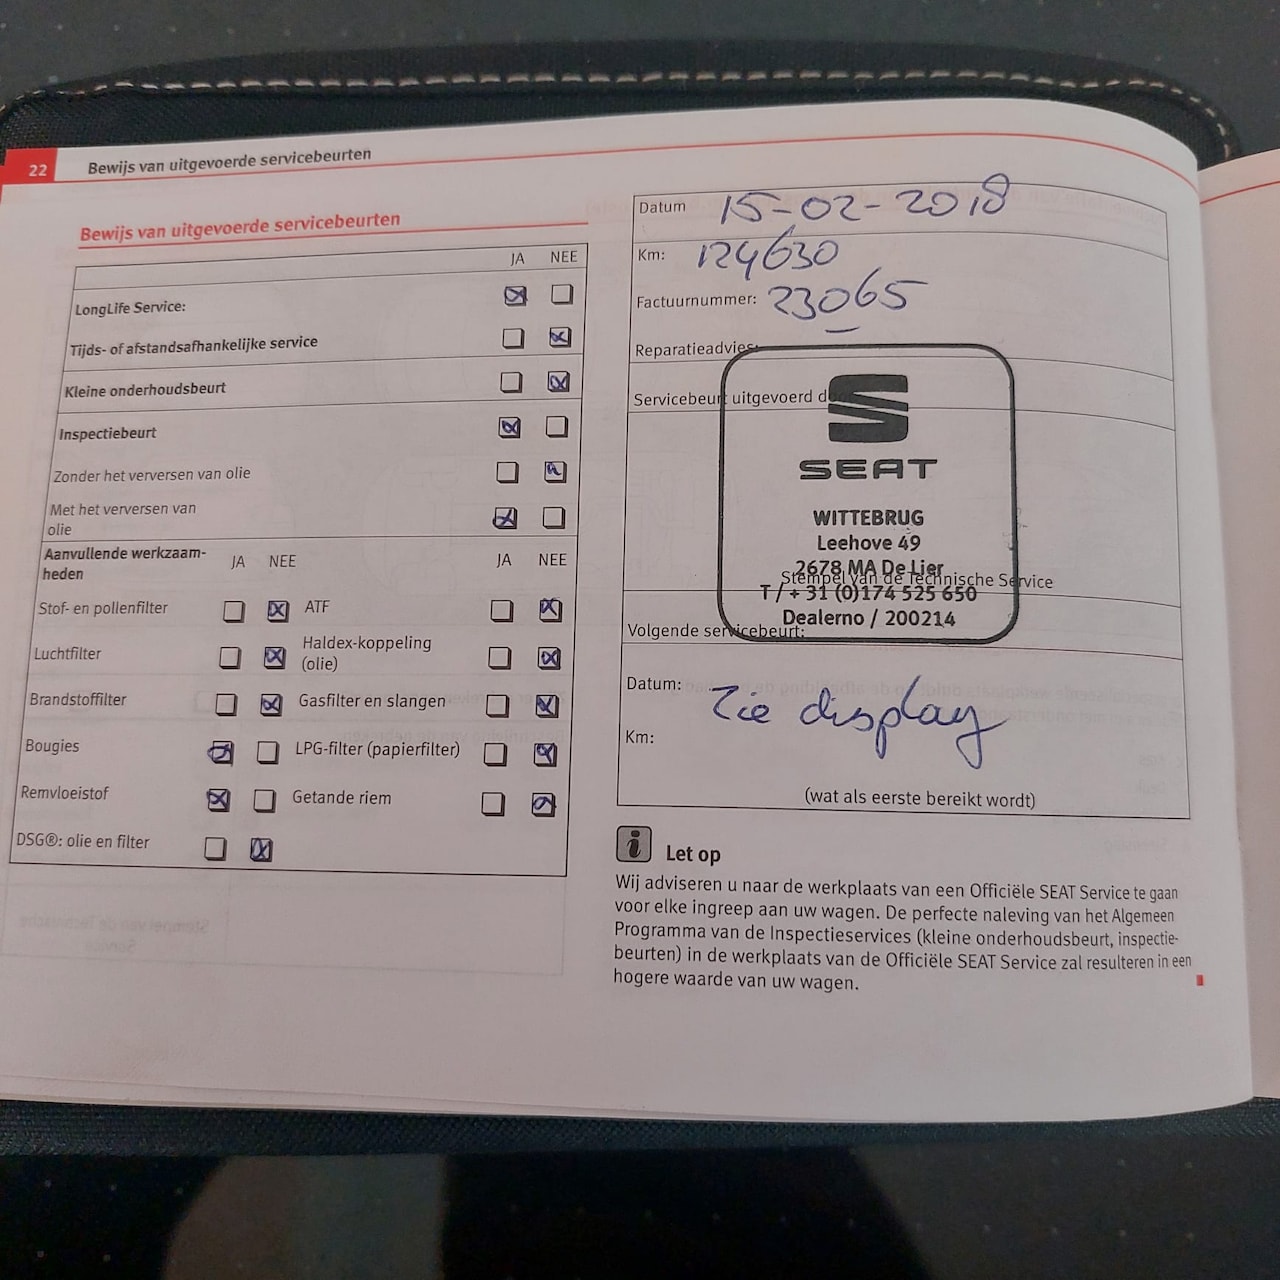 22 Bewijs van uitgevoerde servicebeurten
Bewijs van uitgevoerde servicebeurten
JA NEE
LongLife Service:
Tijds- of afstandsafhankelijke service
Kleine onderhoudsbeurt
Inspectiebeurt
Zonder het verversen van olie
Met het verversen van
olie
Aanvullende werkzaam-
heden
JA NEE JA NEE
Stof- en pollenfilter ATF
Luchtfilter Haldex-koppeling
(olie)
Brandstoffilter Gasfilter en slangen
Bougies LPG-filter (papierfilter)
Remvloeistof Getande riem
DSG®: olie en filter
Datum 15-02-2018
Km: 124630
Factuurnummer: 23065
Reparatieadvies:
Servicebeurt uitgevoerd door
SEAT
WITTEBRUG
Leehove 49
2678 MA De Lier
Stempel van de Technische Service
T / + 31 (0)174 525 650
Dealerno / 200214
Volgende servicebeurt:
Datum: Zie display
Km:
(wat als eerste bereikt wordt)
i Let op
Wij adviseren u naar de werkplaats van een Officiële SEAT Service te gaan
voor elke ingreep aan uw wagen. De perfecte naleving van het Algemeen
Programma van de Inspectieservices (kleine onderhoudsbeurt, inspectie-
beurten) in de werkplaats van de Officiële SEAT Service zal resulteren in een
hogere waarde van uw wagen.